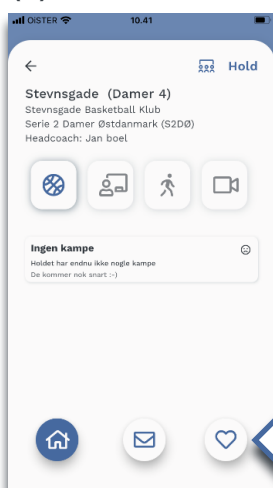 OiSTER 10.41
Hold
Stevnsgade (Damer 4)
Stevnsgade Basketball Klub
Serie 2 Damer Østdanmark (S2DØ)
Headcoach: Jan boel
Ingen kampe
Holdet har endnu ikke nogle kampe
De kommer nok snart :-)